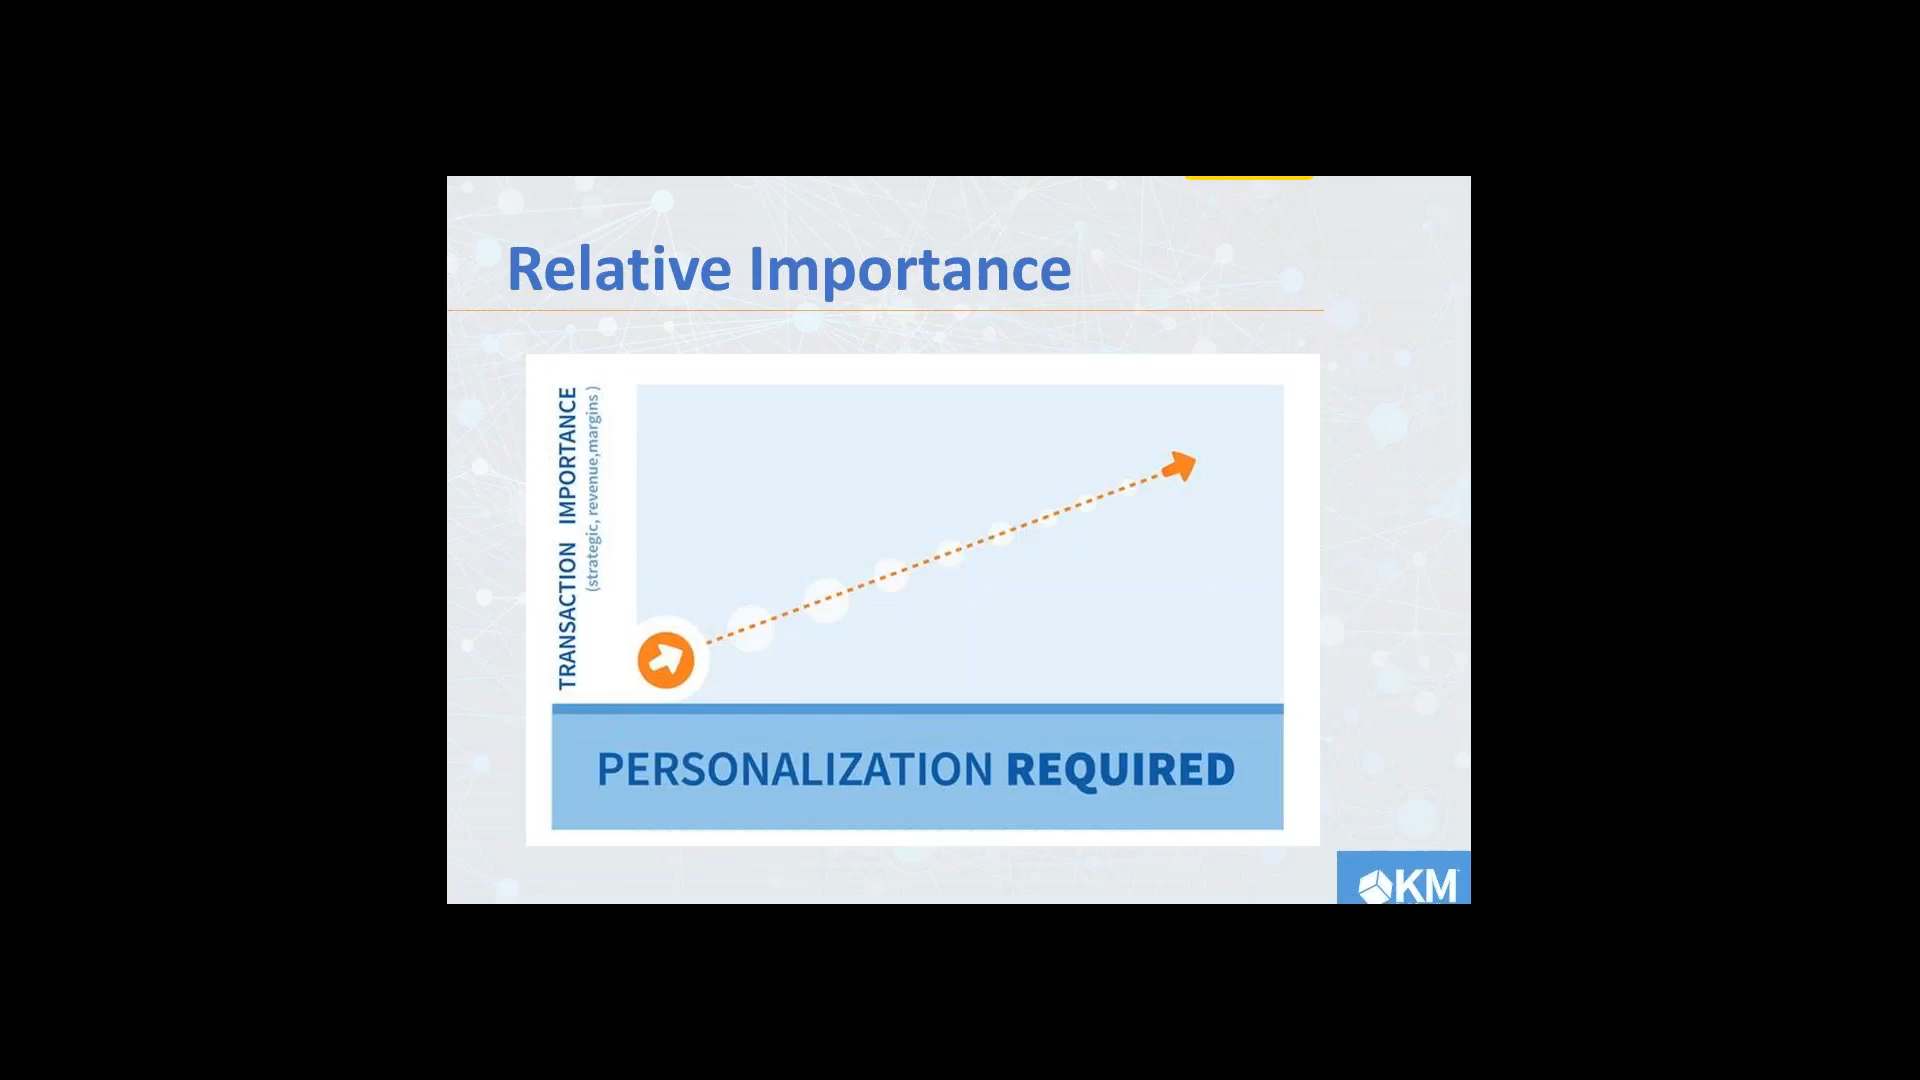 Relative Importance
TRANSACTION IMPORTANCE
(strategic, revenue,margins )
PERSONALIZATION REQUIRED
KM